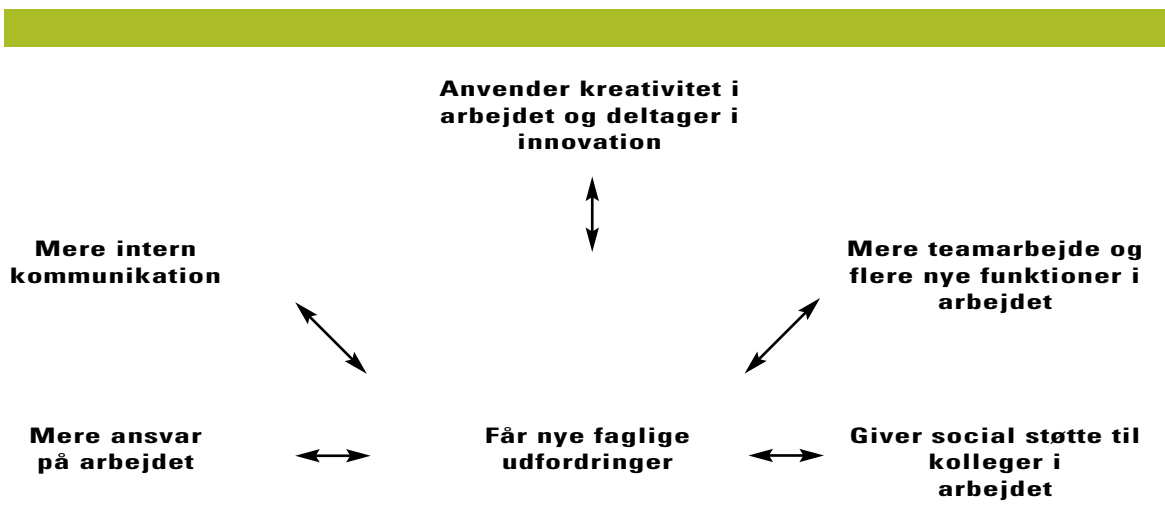 Anvender kreativitet i
arbejdet og deltager i
innovation
Mere intern
kommunikation
Mere teamarbejde og
flere nye funktioner i
arbejdet
Mere ansvar
på arbejdet
Får nye faglige
udfordringer
Giver social støtte til
kolleger i
arbejdet